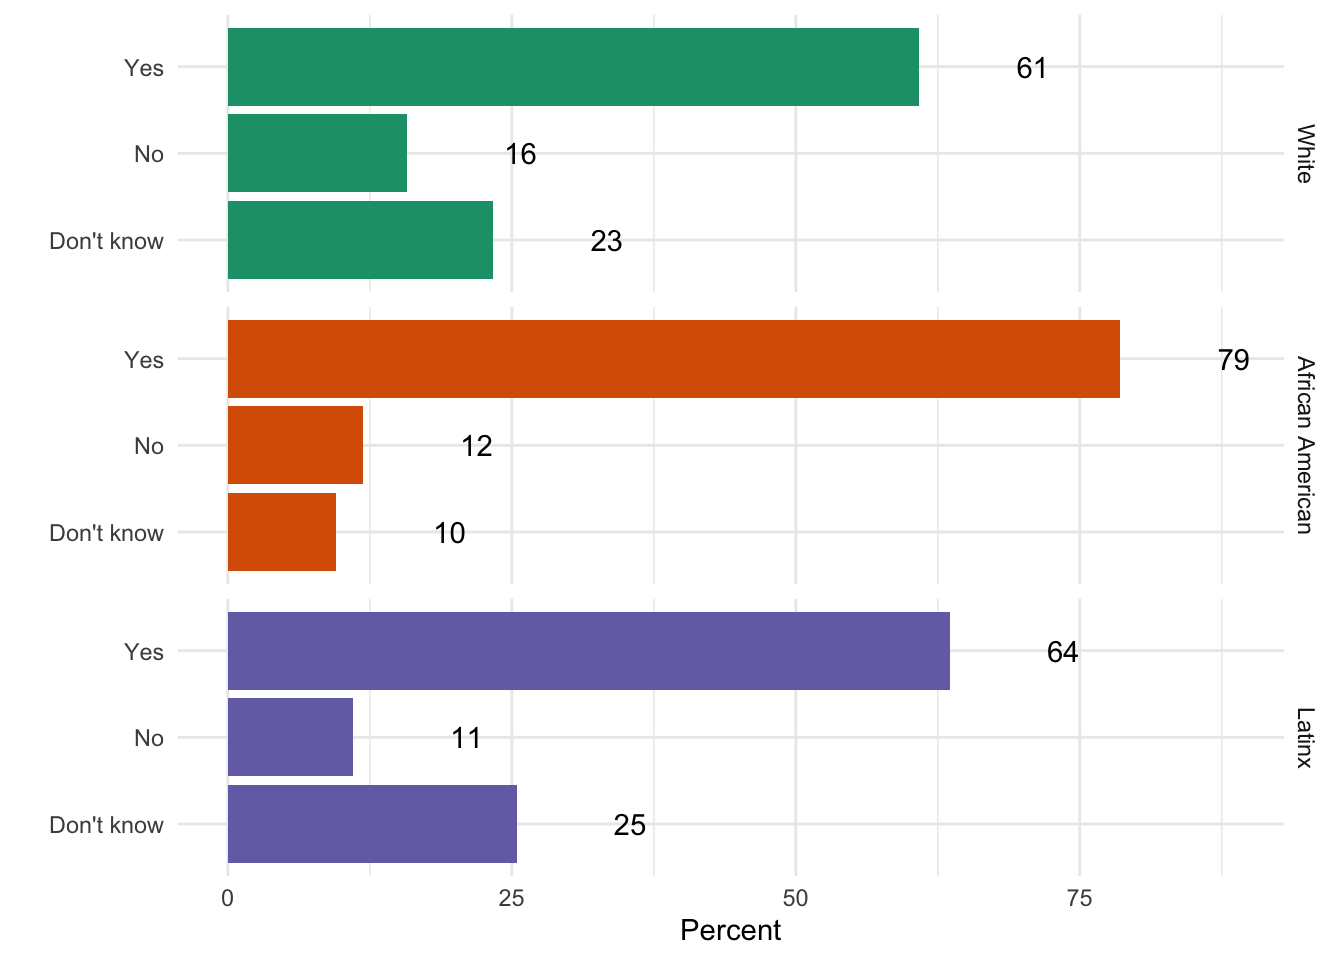 Yes 61
No 16
Don't know 23
White
Yes 79
No 12
Don't know 10
African American
Yes 64
No 11
Don't know 25
Latinx
0 25 50 75
Percent